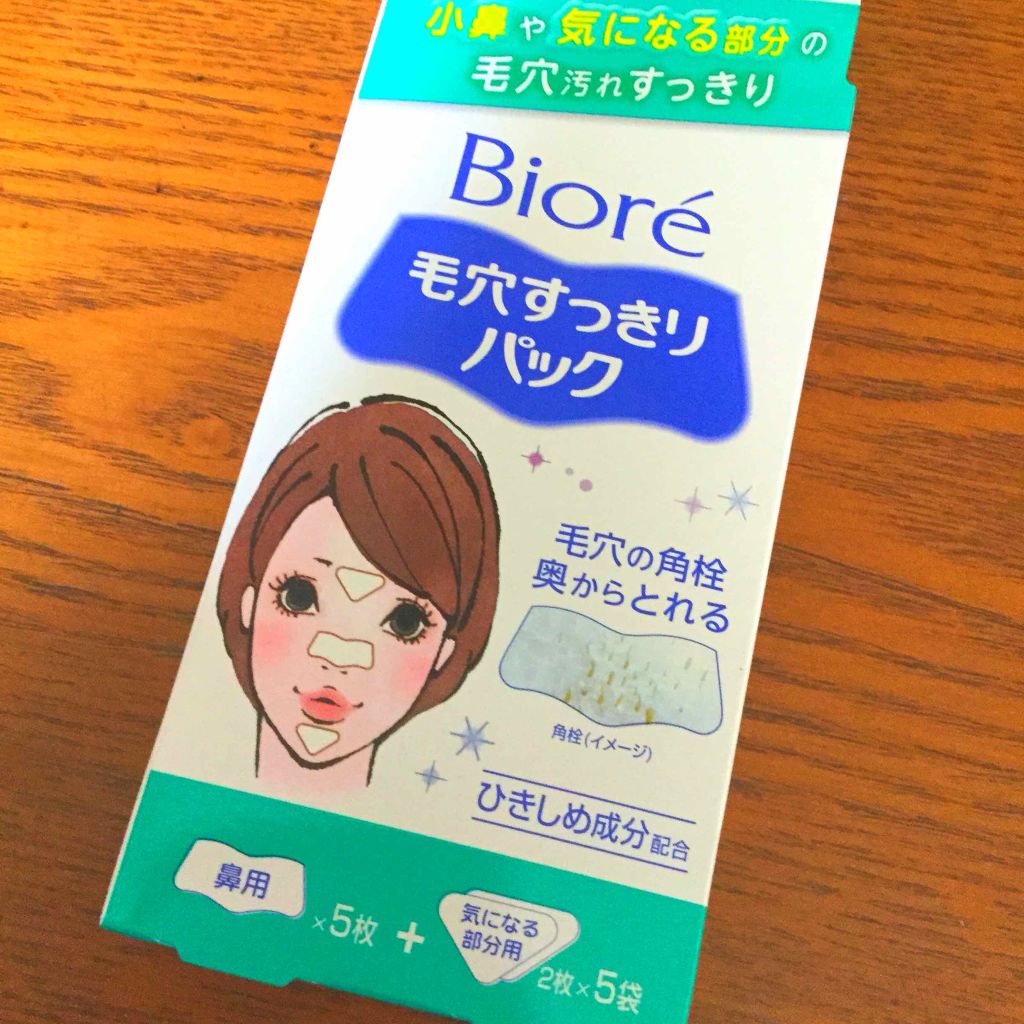 小鼻や気になる部分の
毛穴汚れすっきり
Bioré
毛穴すっきり
パック
毛穴の角栓
奥からとれる
角栓(イメージ)
ひきしめ成分配合
鼻用
×5枚
+
気になる
部分用
2枚×5袋